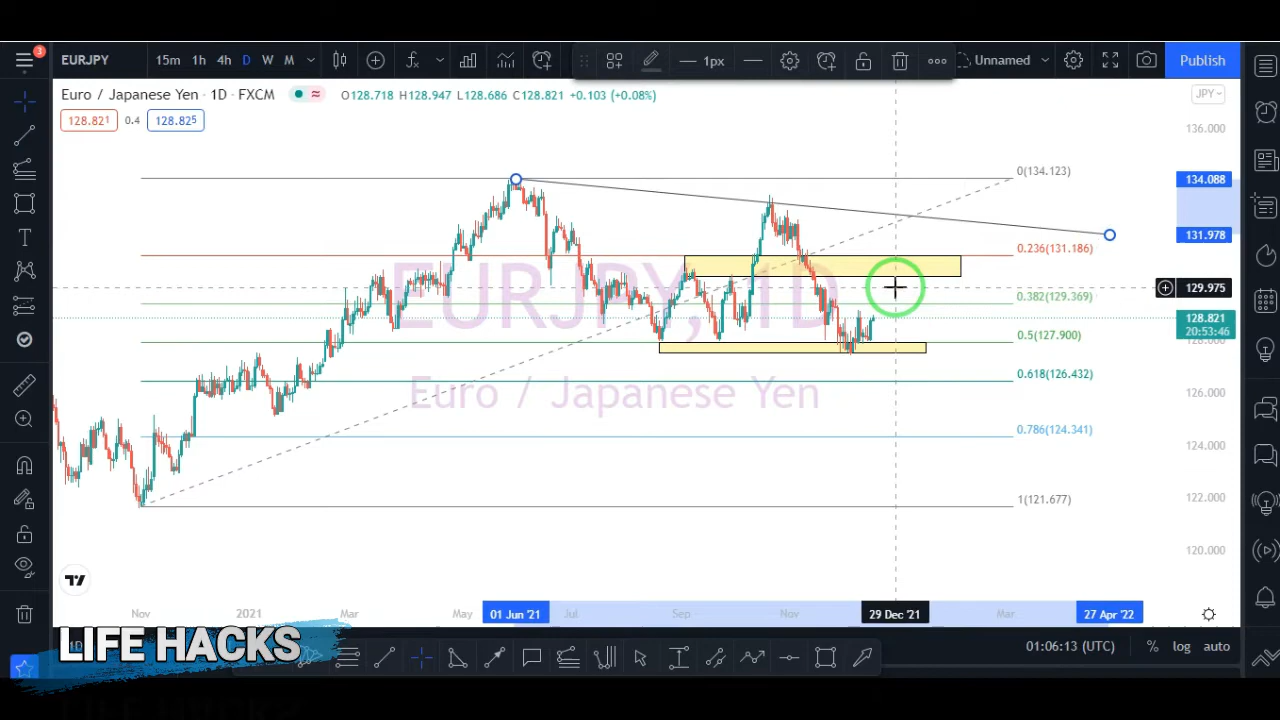 3
EURJPY 15m 1h 4h D W M 1px Unnamed Publish
Euro / Japanese Yen · 1D · FXCM O128.718 H128.947 L128.686 C128.821 +0.103 (+0.08%)
128.821 0.4 128.825
JPY
136.000
0(134.123)
134.088
131.978
0.236(131.186)
EURJPY, 1D
129.975
0.382(129.369)
128.821
20:53:46
0.5(127.900)
128.000
0.618(126.432)
126.000
Euro / Japanese Yen
0.786(124.341)
124.000
1(121.677)
122.000
120.000
Nov 2021 Mar May 01 Jun '21 Jul Sep Nov 29 Dec '21 Mar 27 Apr '22
LIFE HACKS
01:06:13 (UTC) % log auto